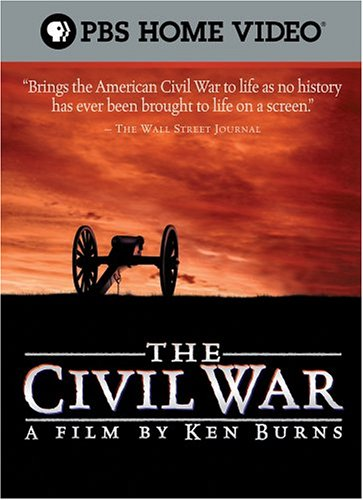 PBS HOME VIDEO®
“Brings the American Civil War to life as no history
has ever been brought to life on a screen.”
– THE WALL STREET JOURNAL
THE
CIVIL WAR
A FILM BY KEN BURNS